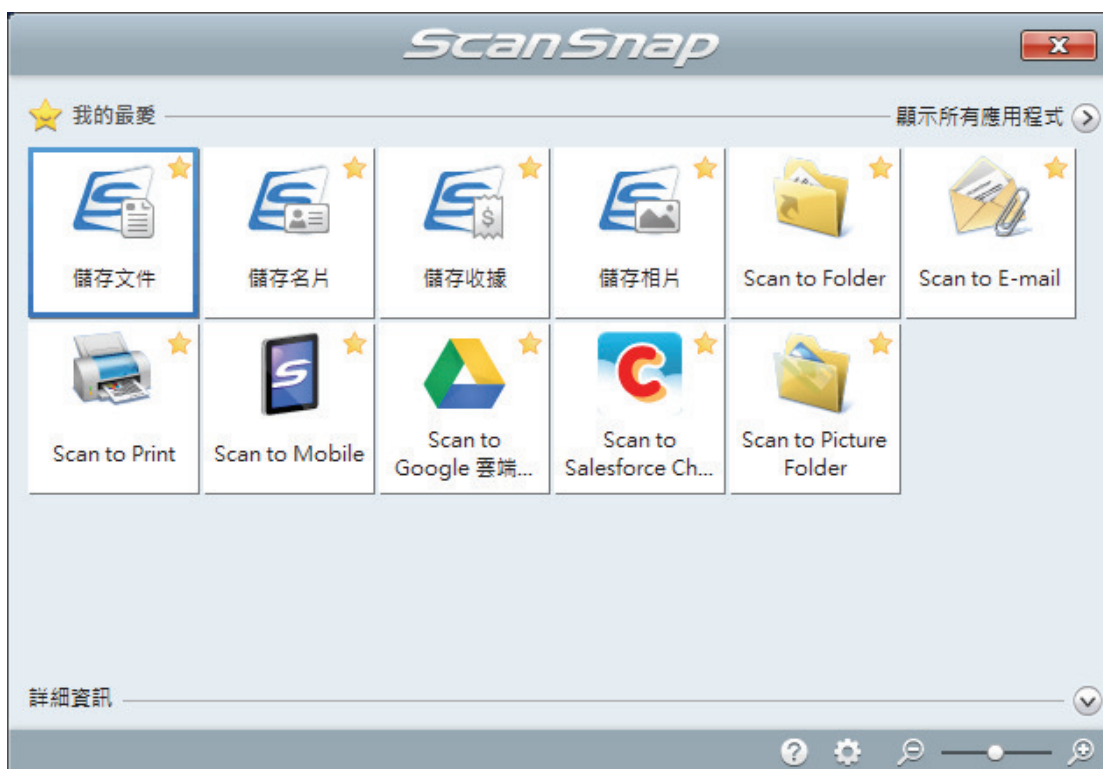 ScanSnap
我的最愛
顯示所有應用程式
儲存文件
儲存名片
儲存收據
儲存相片
Scan to Folder
Scan to E-mail
Scan to Print
Scan to Mobile
Scan to
Google 雲端...
Scan to
Salesforce Ch...
Scan to Picture
Folder
詳細資訊